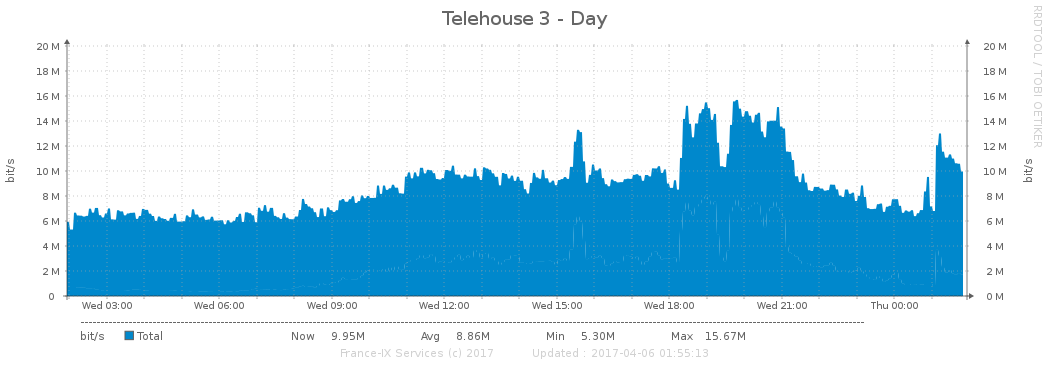 Telehouse 3 - Day
RRDTOOL / TOBI OETIKER
bit/s
20 M 20 M
18 M 18 M
16 M 16 M
14 M 14 M
12 M 12 M
10 M 10 M
8 M 8 M
6 M 6 M
4 M 4 M
2 M 2 M
0 0 M
bit/s
Wed 03:00 Wed 06:00 Wed 09:00 Wed 12:00 Wed 15:00 Wed 18:00 Wed 21:00 Thu 00:00
bit/s Total Now 9.95M Avg 8.86M Min 5.30M Max 15.67M
France-IX Services (c) 2017 Updated : 2017-04-06 01:55:13